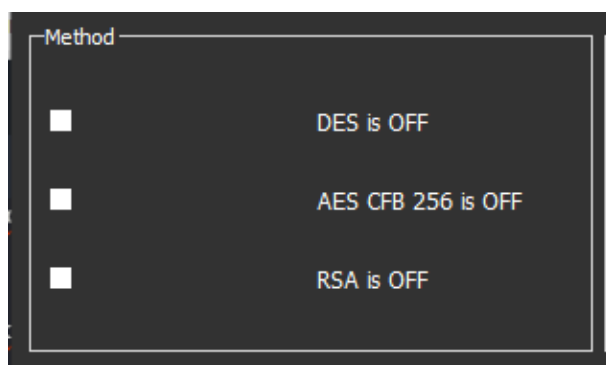 Method
DES is OFF
AES CFB 256 is OFF
RSA is OFF